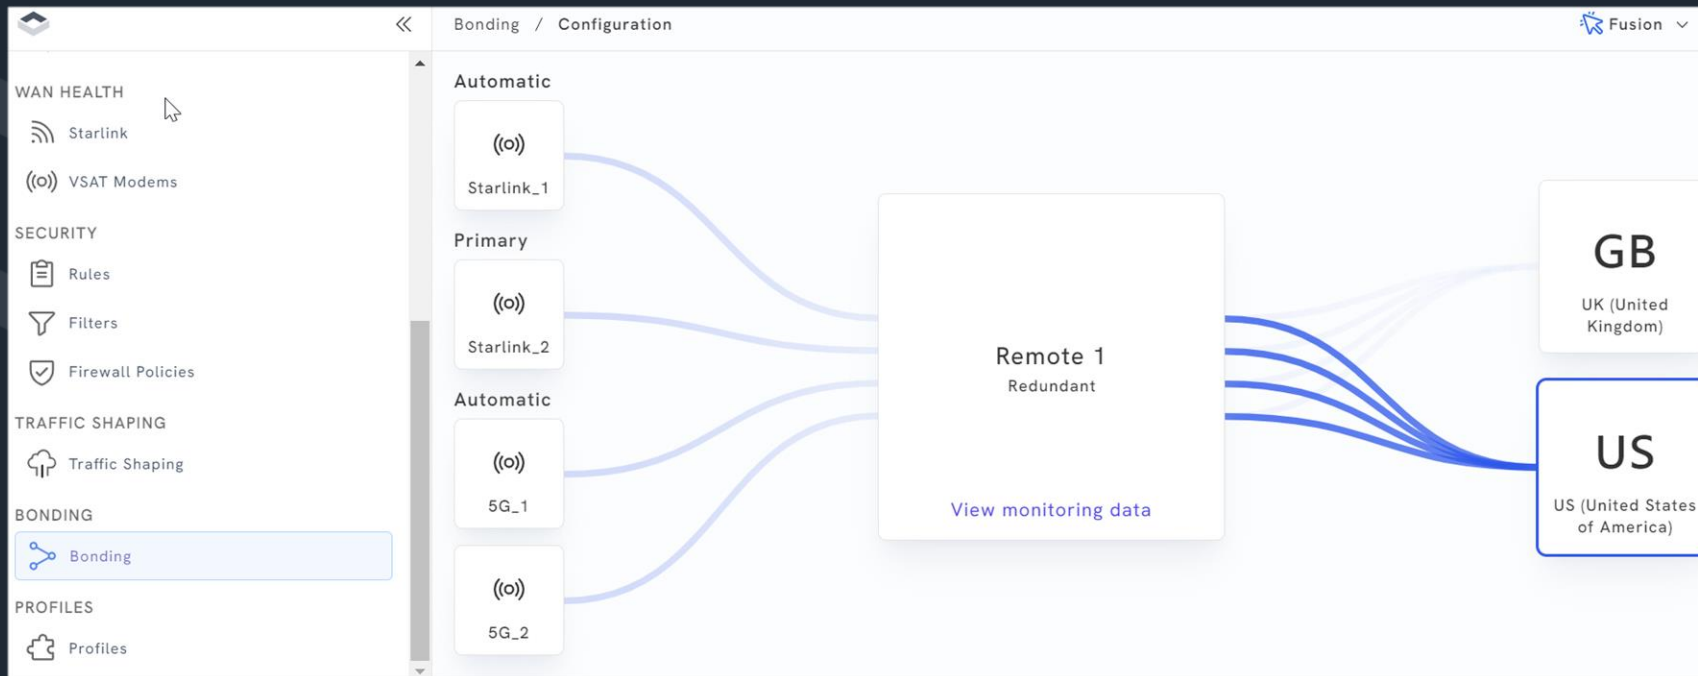 Bonding / Configuration
Fusion
WAN HEALTH
Starlink
VSAT Modems
SECURITY
Rules
Filters
Firewall Policies
TRAFFIC SHAPING
Traffic Shaping
BONDING
Bonding
PROFILES
Profiles
Automatic
Starlink_1
Primary
Starlink_2
Automatic
5G_1
5G_2
Remote 1
Redundant
View monitoring data
GB
UK (United
Kingdom)
US
US (United States
of America)